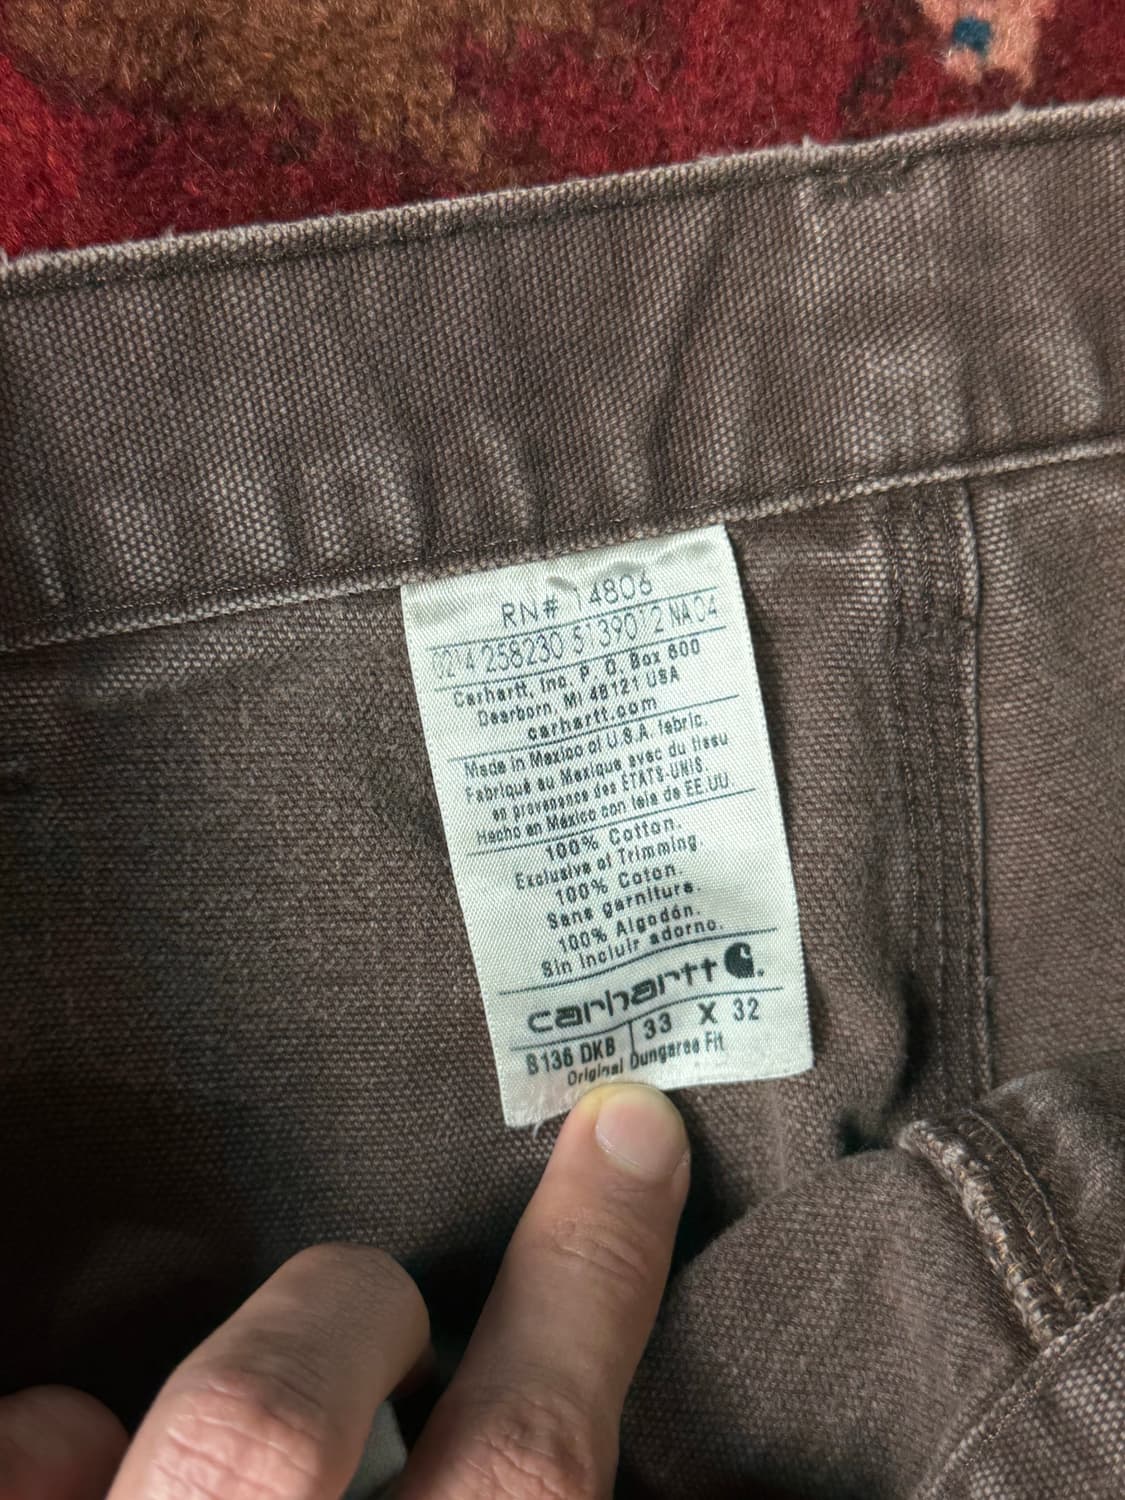 RN# 14806
0214 258230 5139012 NA04
Carhartt, Inc. P. O. Box 600
Dearborn, MI 48121 USA
carhartt.com
Made in Mexico of U.S.A. fabric.
Fabriqué au Mexique avec du tissu
en provenance des ÉTATS-UNIS
Hecho en México con tela de EE.UU.
100% Cotton.
Exclusive of Trimming.
100% Coton.
Sans garniture.
100% Algodón.
Sin incluir adorno.
carhartt
B136 DKB 33 X 32
Original Dungaree Fit